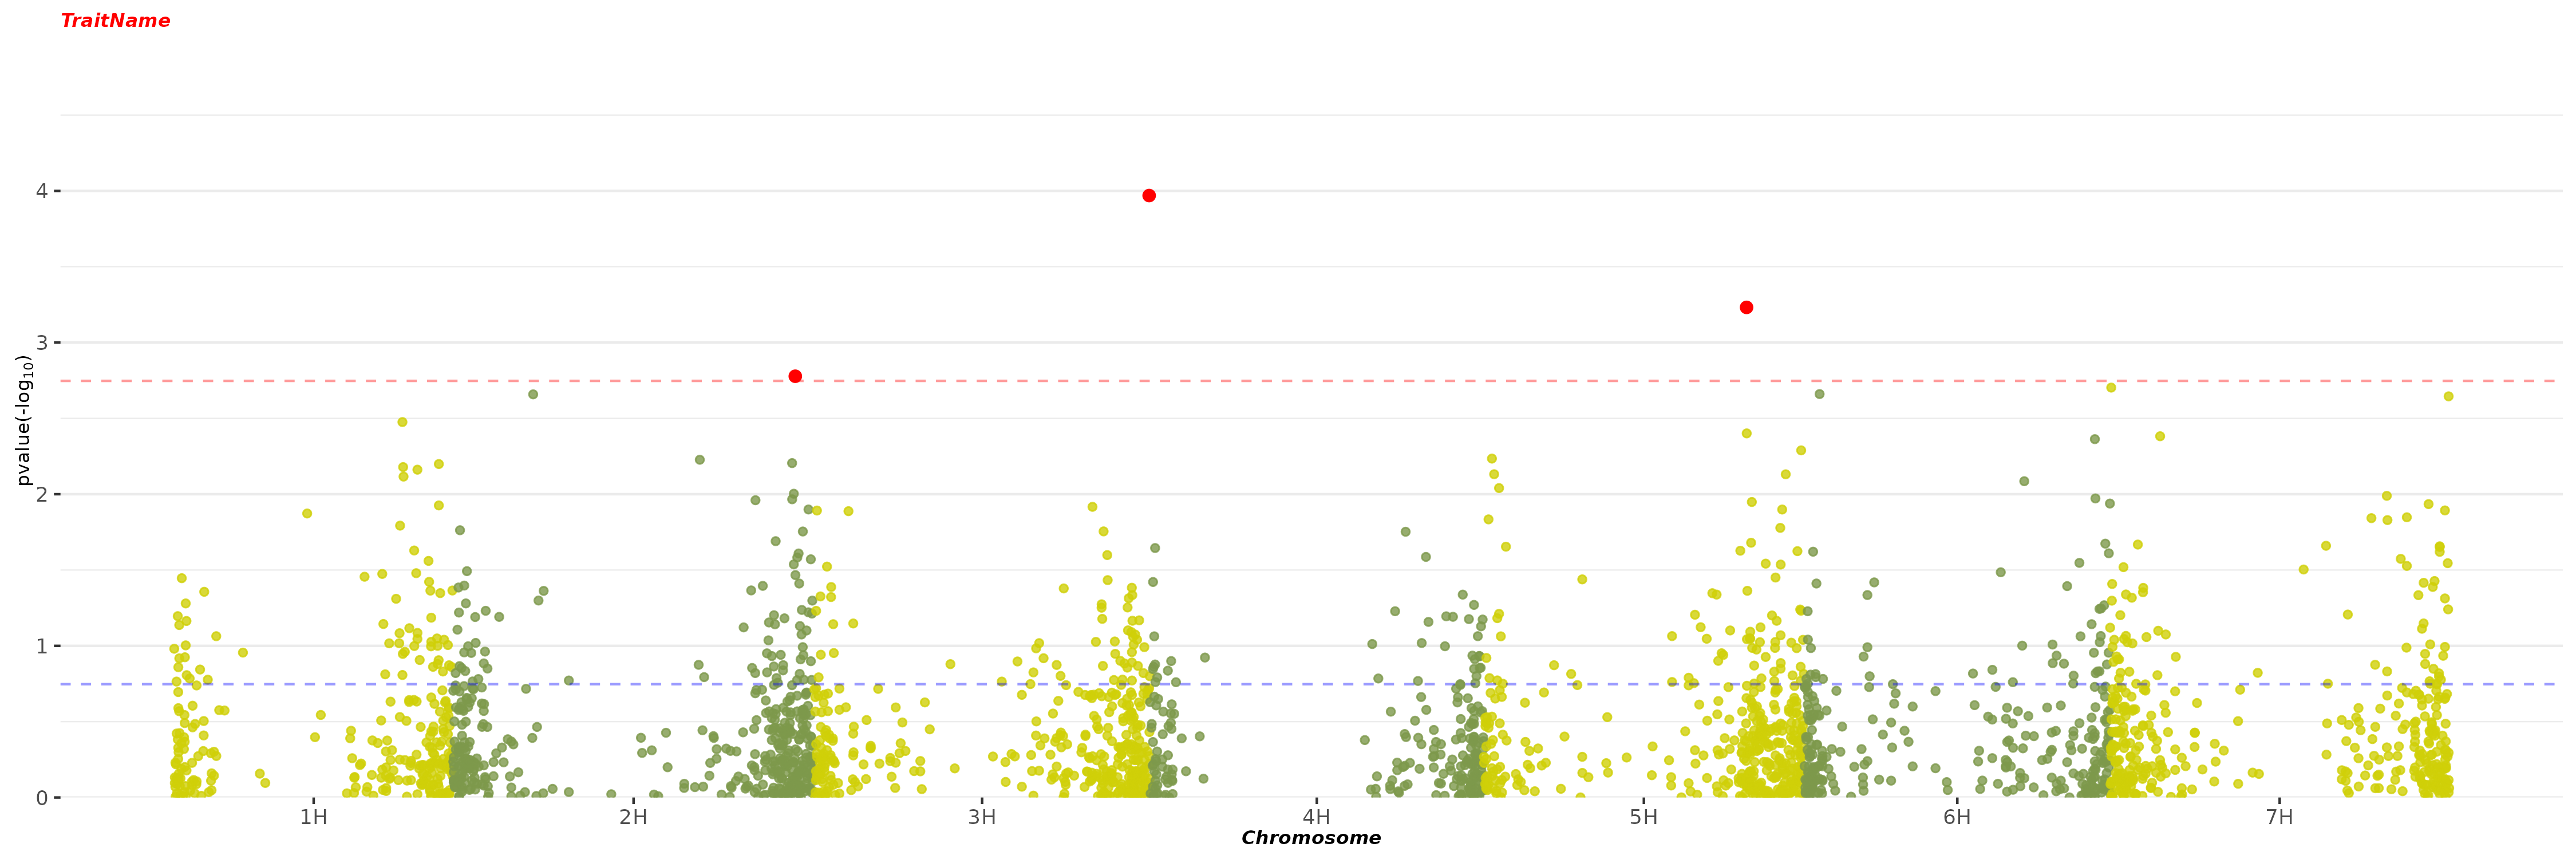 TraitName
pvalue(-log₁₀)
4
3
2
1
0
1H 2H 3H 4H 5H 6H 7H
Chromosome